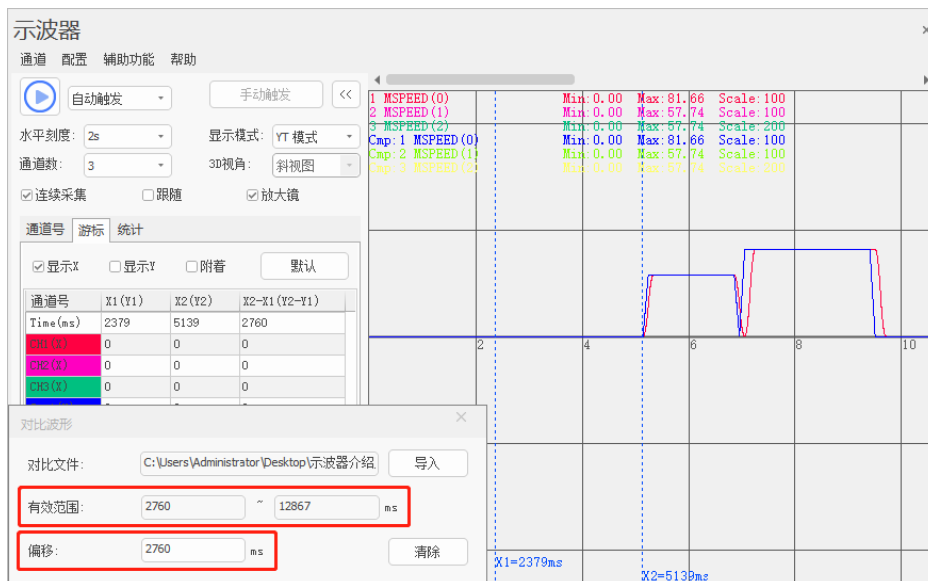 示波器
通道 配置 辅助功能 帮助
自动触发 手动触发 <<
水平刻度: 2s 显示模式: YT 模式
通道数: 3 3D视角: 斜视图
连续采集 跟随 放大镜
通道号 游标 统计
显示X 显示Y 附着 默认
通道号 X1(Y1) X2(Y2) X2-X1(Y2-Y1)
Time(ms) 2379 5139 2760
CH1(X) 0 0 0
CH2(X) 0 0 0
CH3(X) 0 0 0
1 MSPEED(0) Min:0.00 Max:81.66 Scale:100
2 MSPEED(1) Min:0.00 Max:57.74 Scale:100
3 MSPEED(2) Min:0.00 Max:57.74 Scale:200
Cmp:1 MSPEED(0) Min:0.00 Max:81.66 Scale:100
Cmp:2 MSPEED(1) Min:0.00 Max:57.74 Scale:100
2 4 6 8 10
X1=2379ms
X2=5139ms
对比波形
对比文件: C:\Users\Administrator\Desktop\示波器介绍 导入
有效范围: 2760 ~ 12867 ms
偏移: 2760 ms 清除